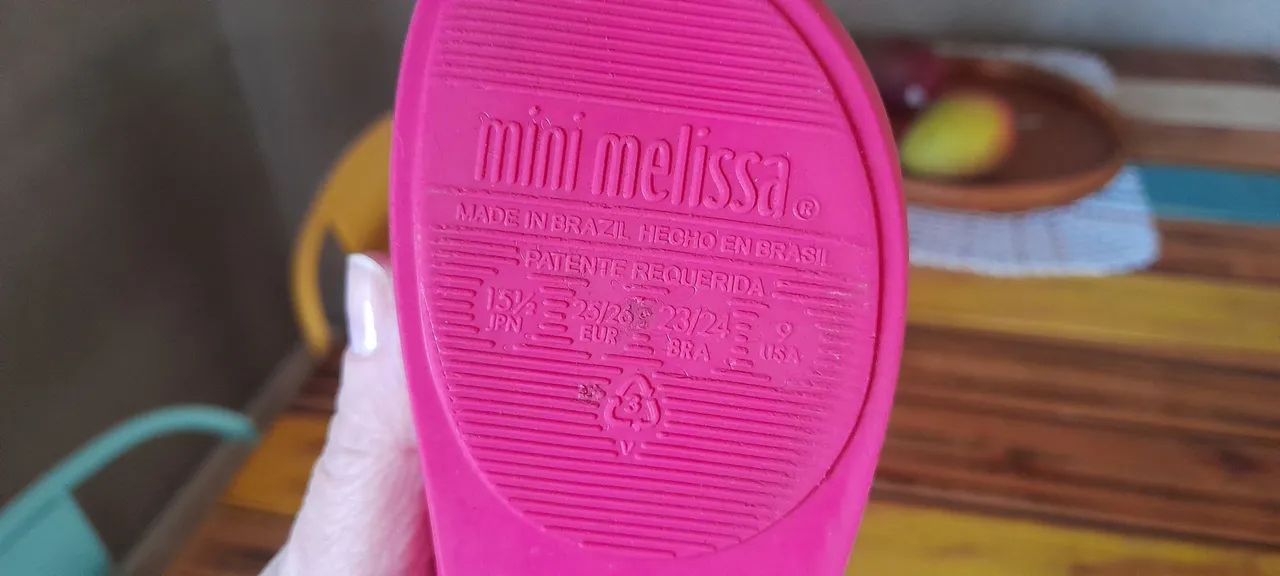 mini melissa®
MADE IN BRAZIL HECHO EN BRASIL
PATENTE REQUERIDA
15½ 25/26 23/24 9
JPN EUR BRA USA
3
V